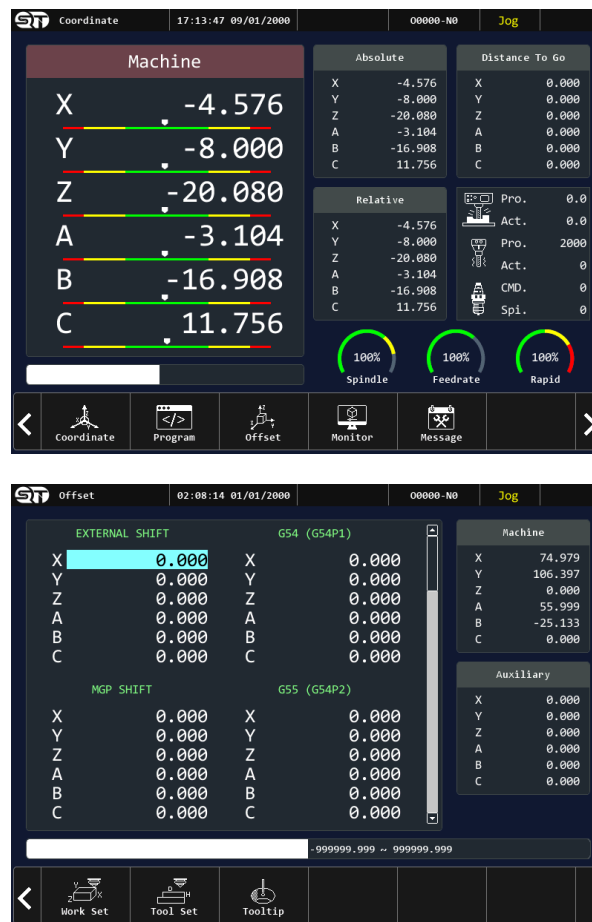 SNT Coordinate 17:13:47 09/01/2000 O0000-N0 Jog
Machine
X -4.576
Y -8.000
Z -20.080
A -3.104
B -16.908
C 11.756
Absolute
X -4.576
Y -8.000
Z -20.080
A -3.104
B -16.908
C 11.756
Distance To Go
X 0.000
Y 0.000
Z 0.000
A 0.000
B 0.000
C 0.000
Relative
X -4.576
Y -8.000
Z -20.080
A -3.104
B -16.908
C 11.756
Pro. 0.0
Act. 0.0
Pro. 2000
Act. 0
CMD. 0
Spi. 0
100% 100% 100%
Spindle Feedrate Rapid
Coordinate Program Offset Monitor Message
SNT Offset 02:08:14 01/01/2000 O0000-N0 Jog
EXTERNAL SHIFT
X 0.000
Y 0.000
Z 0.000
A 0.000
B 0.000
C 0.000
G54 (G54P1)
X 0.000
Y 0.000
Z 0.000
A 0.000
B 0.000
C 0.000
MGP SHIFT
X 0.000
Y 0.000
Z 0.000
A 0.000
B 0.000
C 0.000
G55 (G54P2)
X 0.000
Y 0.000
Z 0.000
A 0.000
B 0.000
C 0.000
Machine
X 74.979
Y 106.397
Z 0.000
A 55.999
B -25.133
C 0.000
Auxiliary
X 0.000
Y 0.000
Z 0.000
A 0.000
B 0.000
C 0.000
-999999.999 ~ 999999.999
Work Set Tool Set Tooltip